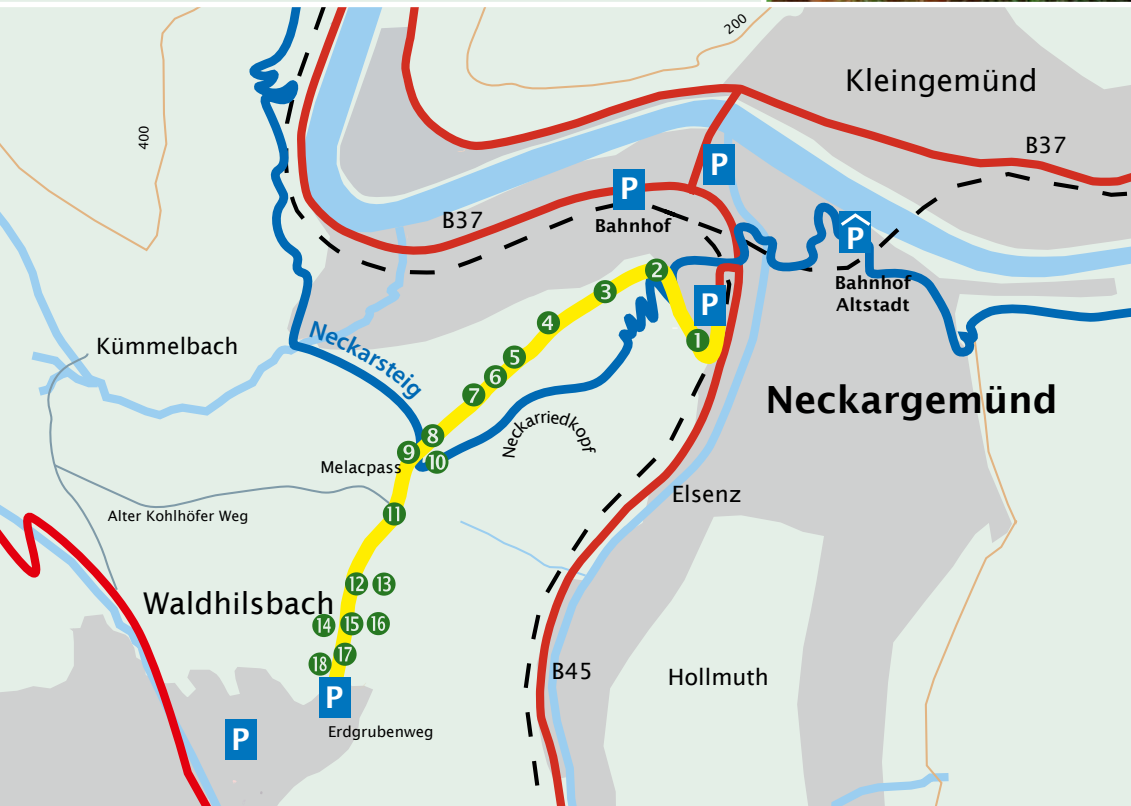 200
Kleingemünd
400
B37
P
P
B37
Bahnhof
P
Bahnhof
Altstadt
2
3
P
4
1
Neckarsteig
Kümmelbach
5
6
7
Neckargemünd
8
Neckarriedkopf
9
10
Melacpass
Elsenz
11
Alter Kohlhöfer Weg
12 13
Waldhilsbach
14 15 16
17
18
B45
Hollmuth
P
Erdgrubenweg
P